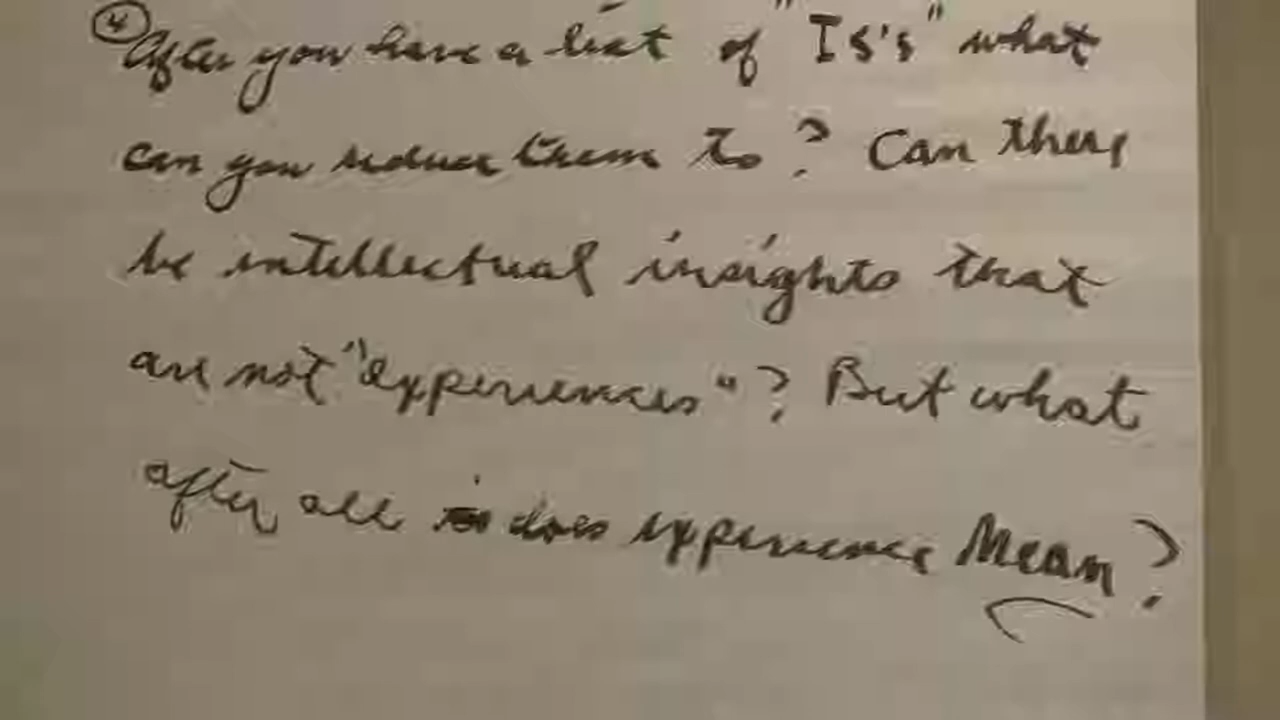 ④ After you have a list of "Is's" what
can you reduce them to? Can there
be intellectual insights that
are not "experiences"? But what
after all does experience Mean?